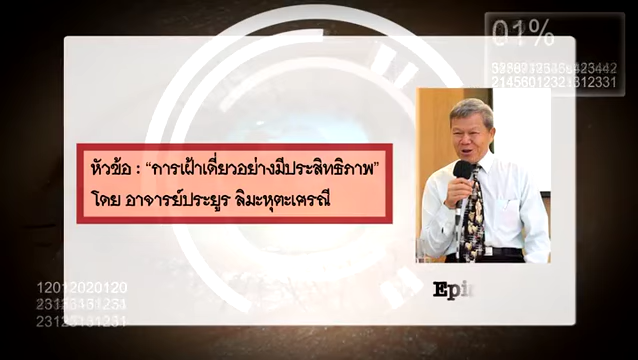 01%
21456012321312331
หัวข้อ : “การเฝ้าเดี่ยวอย่างมีประสิทธิภาพ”
โดย อาจารย์ประยูร ลิมะหุตะเศรณี
Epi
12012020120
23123131231